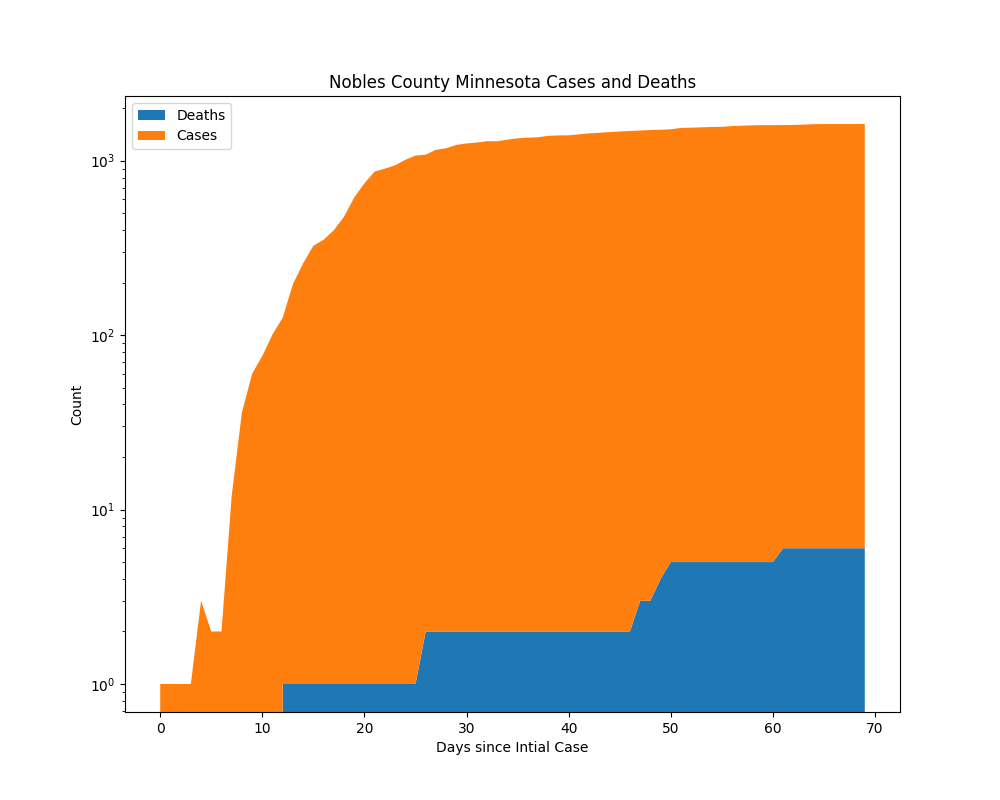 Nobles County Minnesota Cases and Deaths
Deaths
Cases
10³
10²
10¹
10⁰
Count
0 10 20 30 40 50 60 70
Days since Intial Case